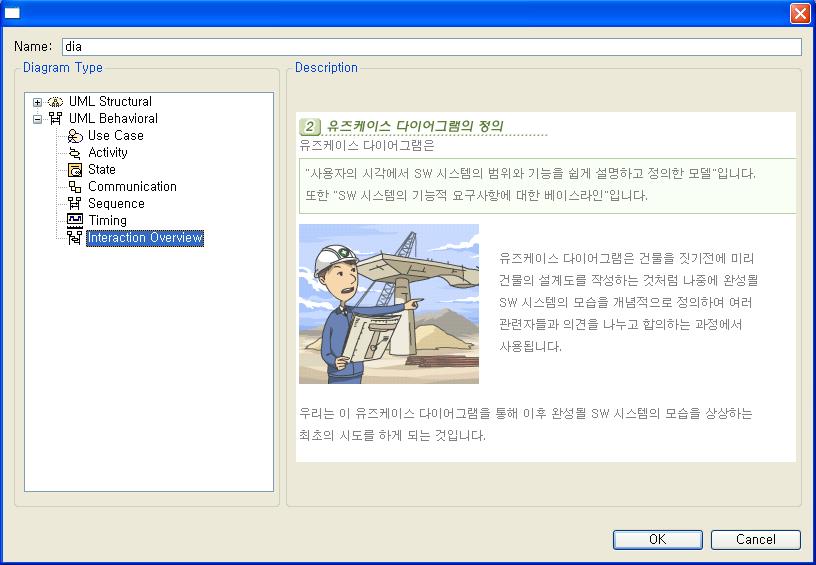 Name: dia
Diagram Type
UML Structural
UML Behavioral
Use Case
Activity
State
Communication
Sequence
Timing
Interaction Overview
Description
2 유즈케이스 다이어그램의 정의
유즈케이스 다이어그램은
"사용자의 시각에서 SW 시스템의 범위와 기능을 쉽게 설명하고 정의한 모델"입니다.
또한 "SW 시스템의 기능적 요구사항에 대한 베이스라인"입니다.
유즈케이스 다이어그램은 건물을 짓기전에 미리
건물의 설계도를 작성하는 것처럼 나중에 완성될
SW 시스템의 모습을 개념적으로 정의하여 여러
관련자들과 의견을 나누고 합의하는 과정에서
사용됩니다.
우리는 이 유즈케이스 다이어그램을 통해 이후 완성될 SW 시스템의 모습을 상상하는
최초의 시도를 하게 되는 것입니다.
OK Cancel